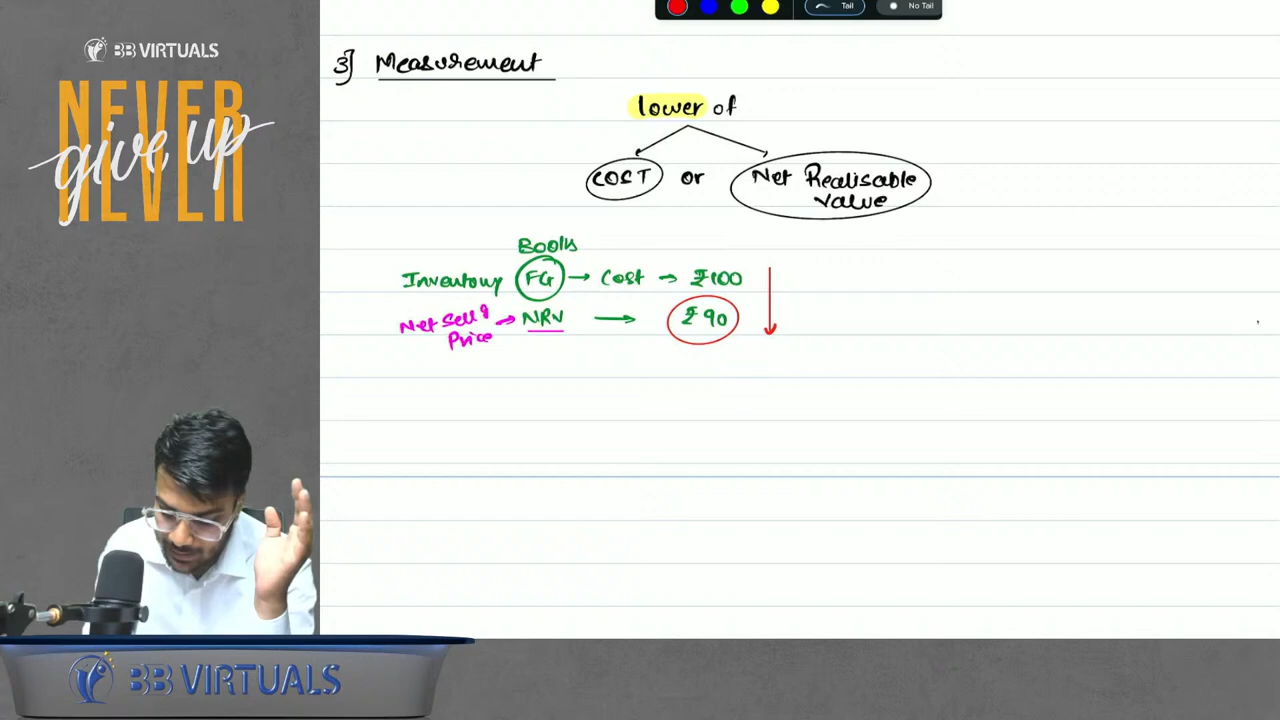 Tail
No Tail
BB VIRTUALS
NEVER
give up
NEVER
3] Measurement
lower of
COST or Net Realisable
value
Books
Inventory FG → Cost → ₹100
Net Sell⁹ → NRV → ₹90
Price
BB VIRTUALS